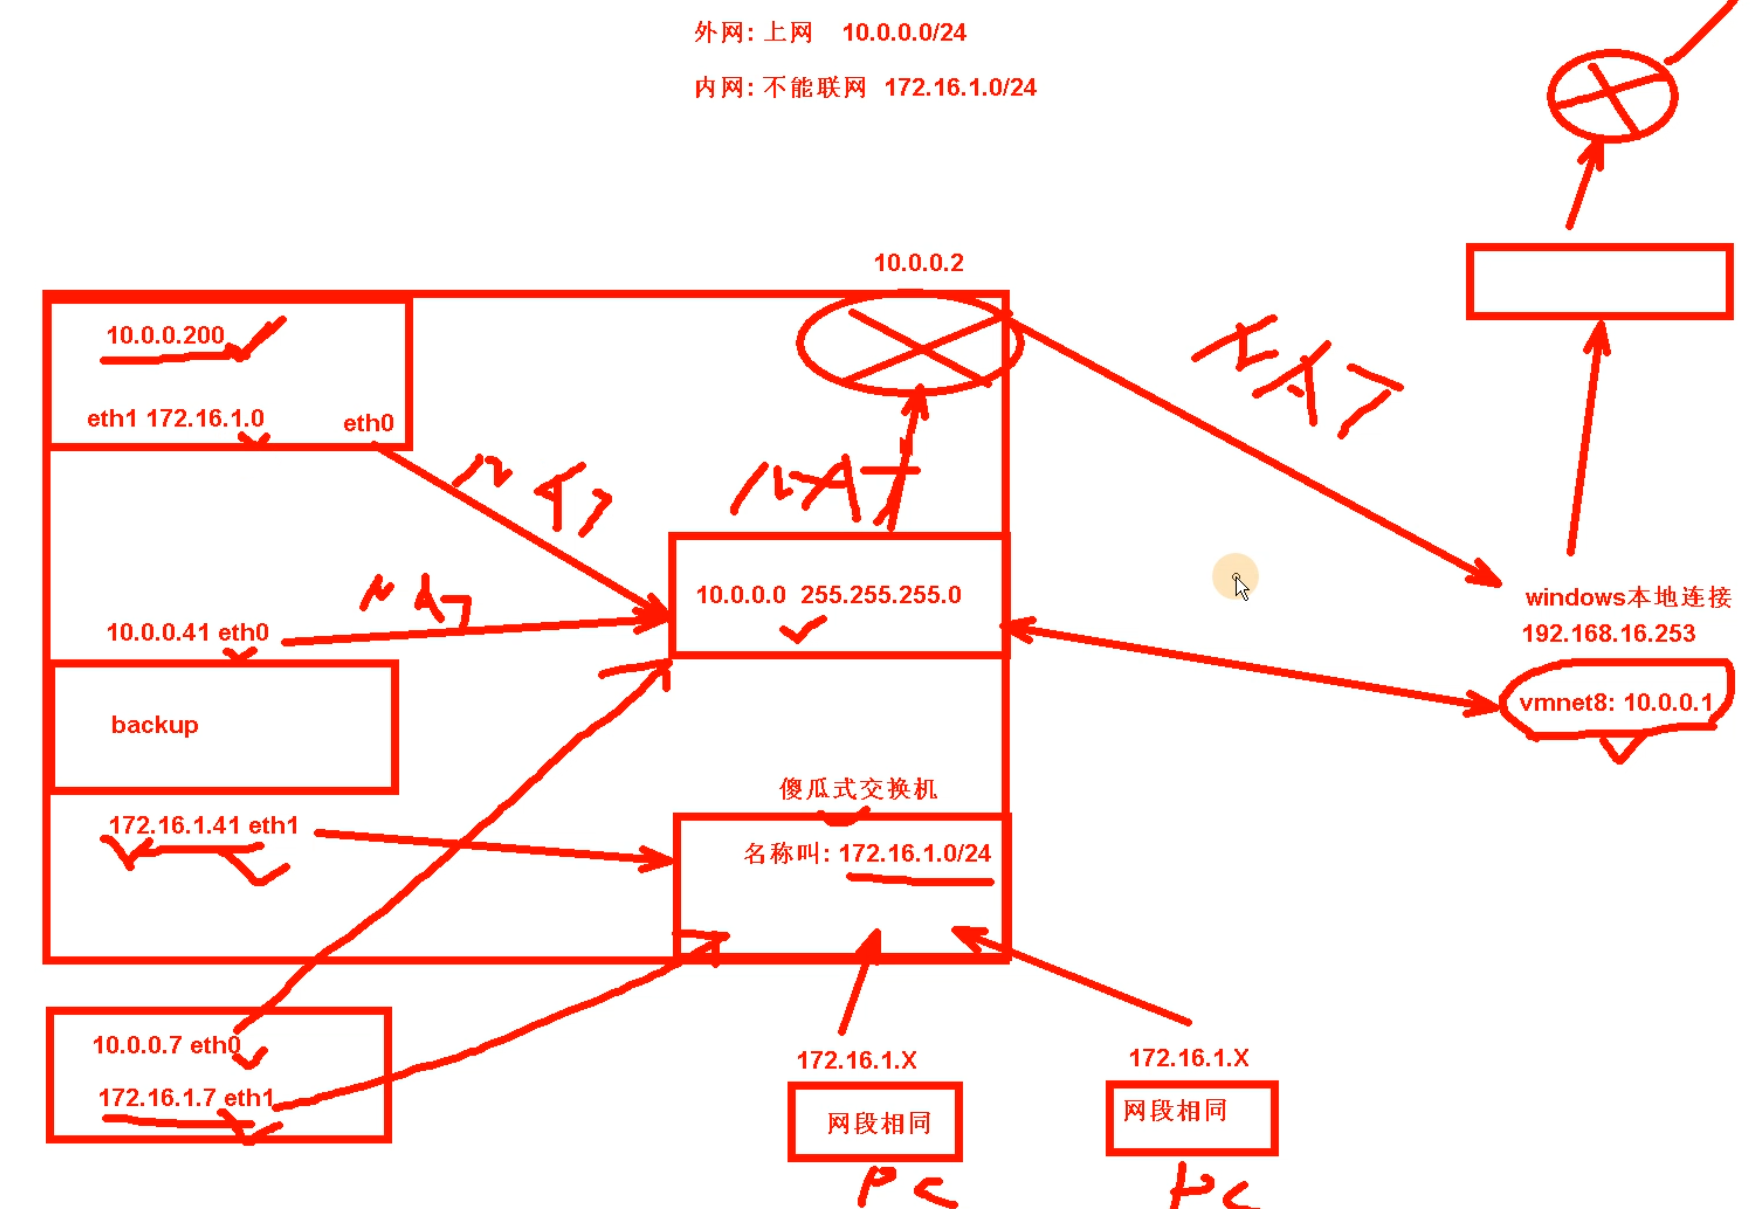 外网: 上网 10.0.0.0/24
内网: 不能联网 172.16.1.0/24
10.0.0.2
10.0.0.200
eth1 172.16.1.0 eth0
NAT
NAT
NAT
NAT
10.0.0.0 255.255.255.0
10.0.0.41 eth0
windows本地连接
192.168.16.253
vmnet8: 10.0.0.1
backup
傻瓜式交换机
172.16.1.41 eth1
名称叫: 172.16.1.0/24
10.0.0.7 eth0
172.16.1.7 eth1
172.16.1.X
172.16.1.X
网段相同
网段相同
PC
PC